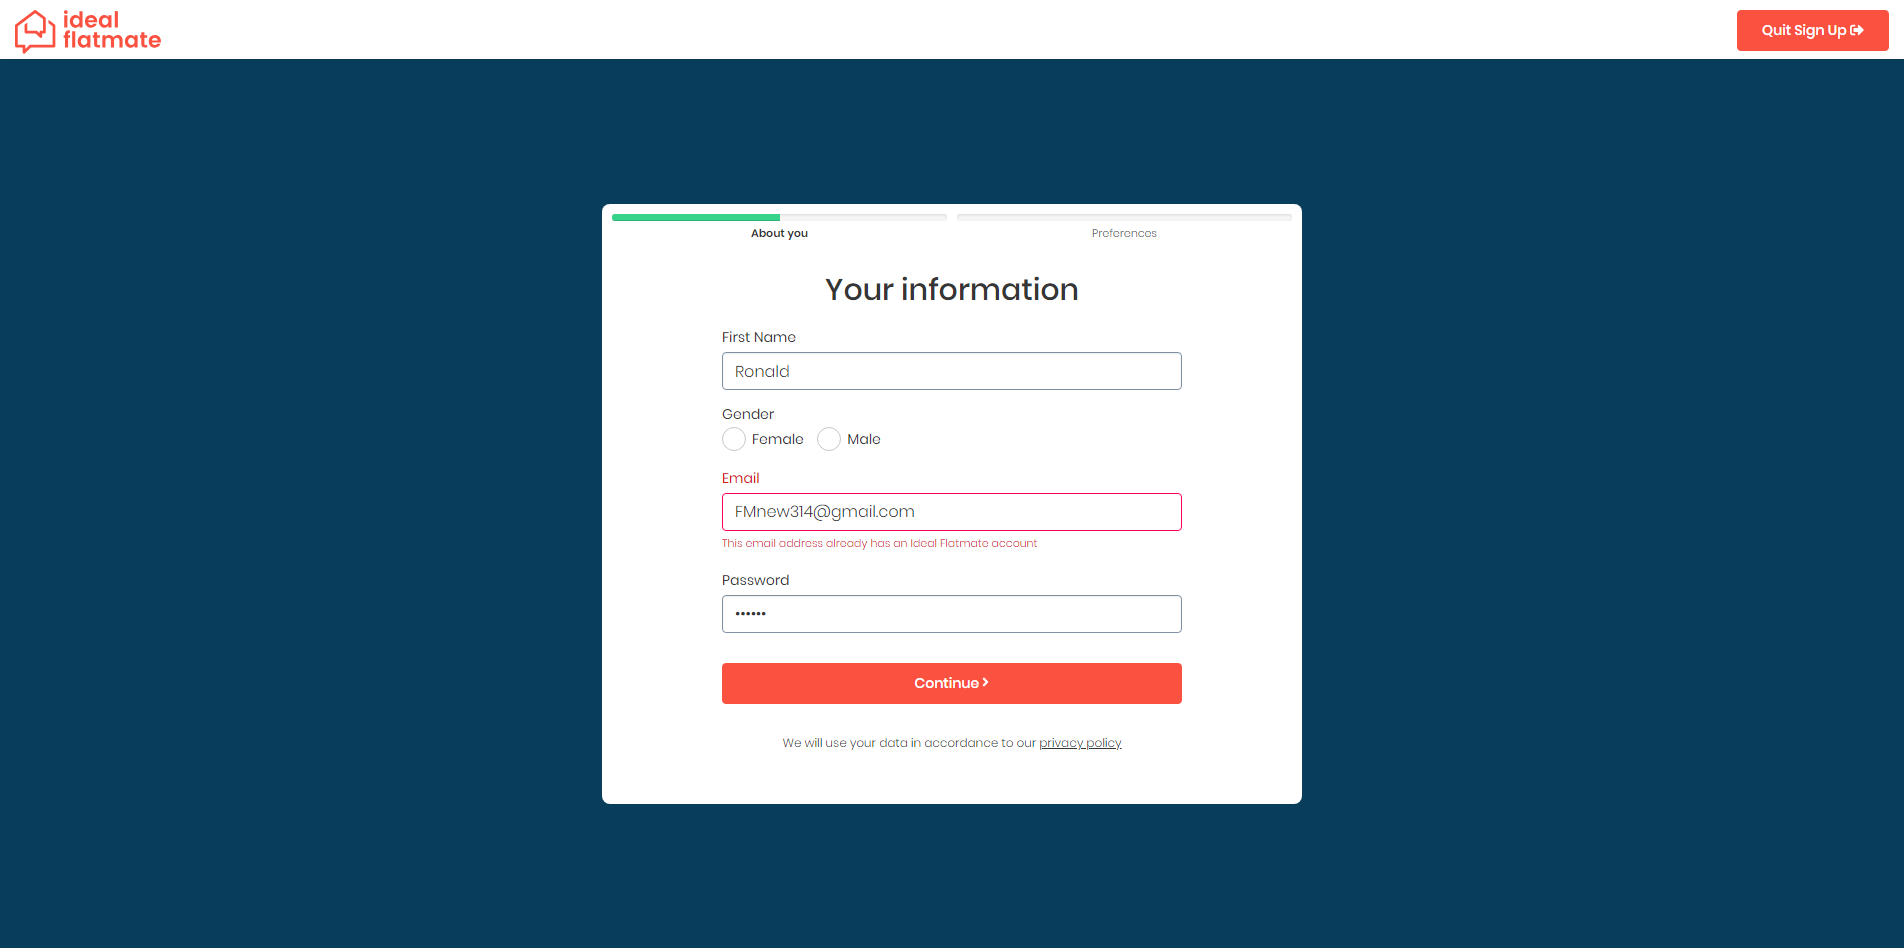 ideal
flatmate
Quit Sign Up
About you
Preferences
Your information
First Name
Ronald
Gender
Female Male
Email
FMnew314@gmail.com
This email address already has an Ideal Flatmate account
Password
••••••
Continue
We will use your data in accordance to our privacy policy